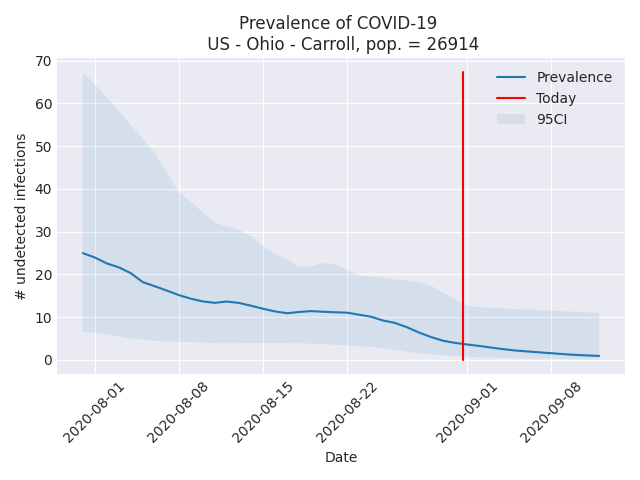 Prevalence of COVID-19
US - Ohio - Carroll, pop. = 26914
# undetected infections
70
60
50
40
30
20
10
0
Prevalence
Today
95CI
2020-08-01
2020-08-08
2020-08-15
2020-08-22
2020-09-01
2020-09-08
Date